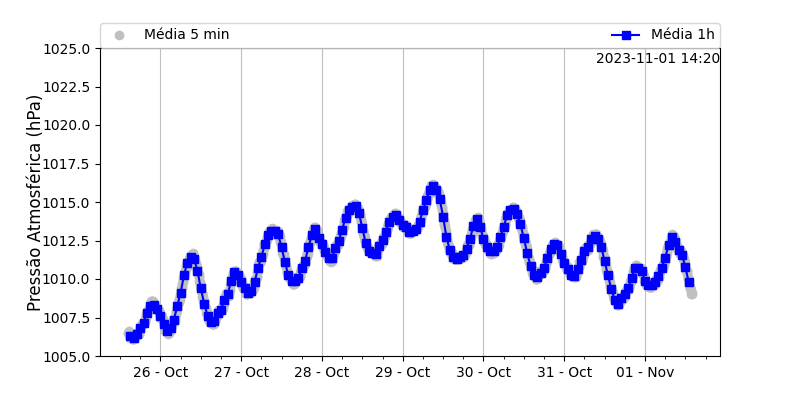 Média 5 min
Média 1h
2023-11-01 14:20
Pressão Atmosférica (hPa)
1025.0
1022.5
1020.0
1017.5
1015.0
1012.5
1010.0
1007.5
1005.0
26 - Oct
27 - Oct
28 - Oct
29 - Oct
30 - Oct
31 - Oct
01 - Nov